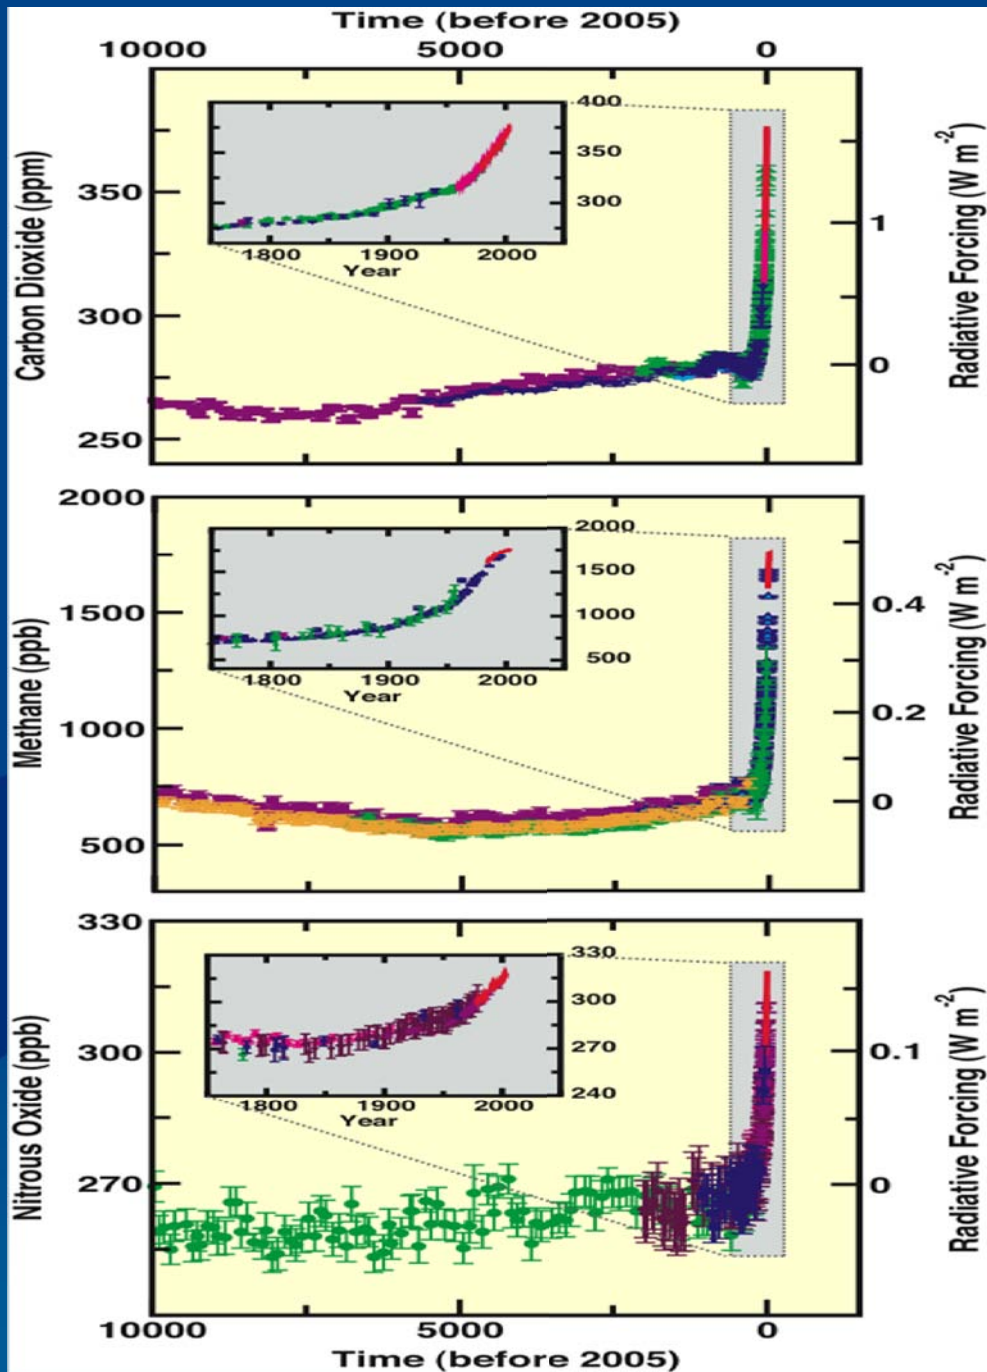 Time (before 2005)
10000 5000 0
Carbon Dioxide (ppm)
350
300
250
400
350
300
1800 1900 2000
Year
1
0
Radiative Forcing (W m-2)
Methane (ppb)
2000
1500
1000
500
2000
1500
1000
500
1800 1900 2000
Year
0.4
0.2
0
Radiative Forcing (W m-2)
Nitrous Oxide (ppb)
330
300
270
330
300
270
240
1800 1900 2000
Year
0.1
0
Radiative Forcing (W m-2)
10000 5000 0
Time (before 2005)